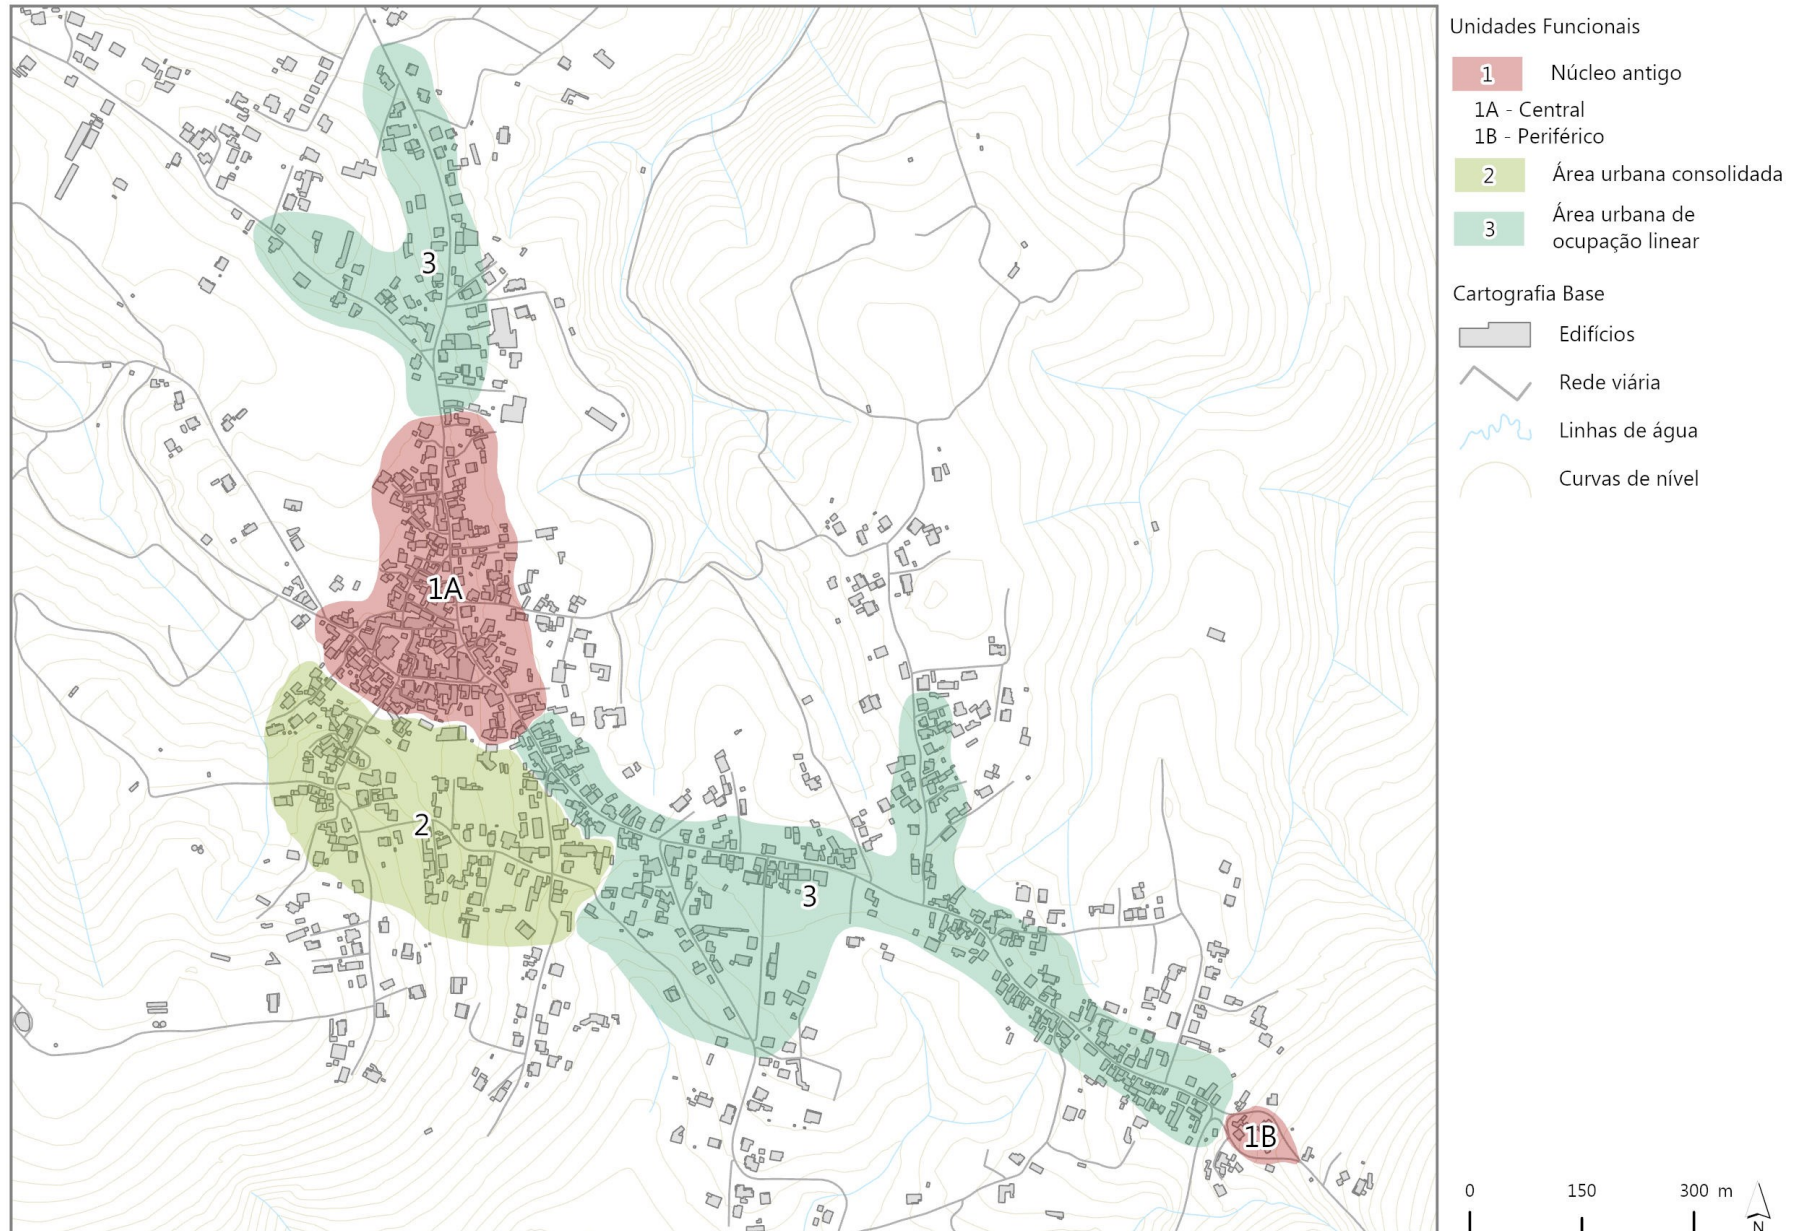 Unidades Funcionais
1 Núcleo antigo
1A - Central
1B - Periférico
2 Área urbana consolidada
3 Área urbana de
ocupação linear
Cartografia Base
Edifícios
Rede viária
Linhas de água
Curvas de nível
3
1A
2
3
1B
0 150 300 m
N